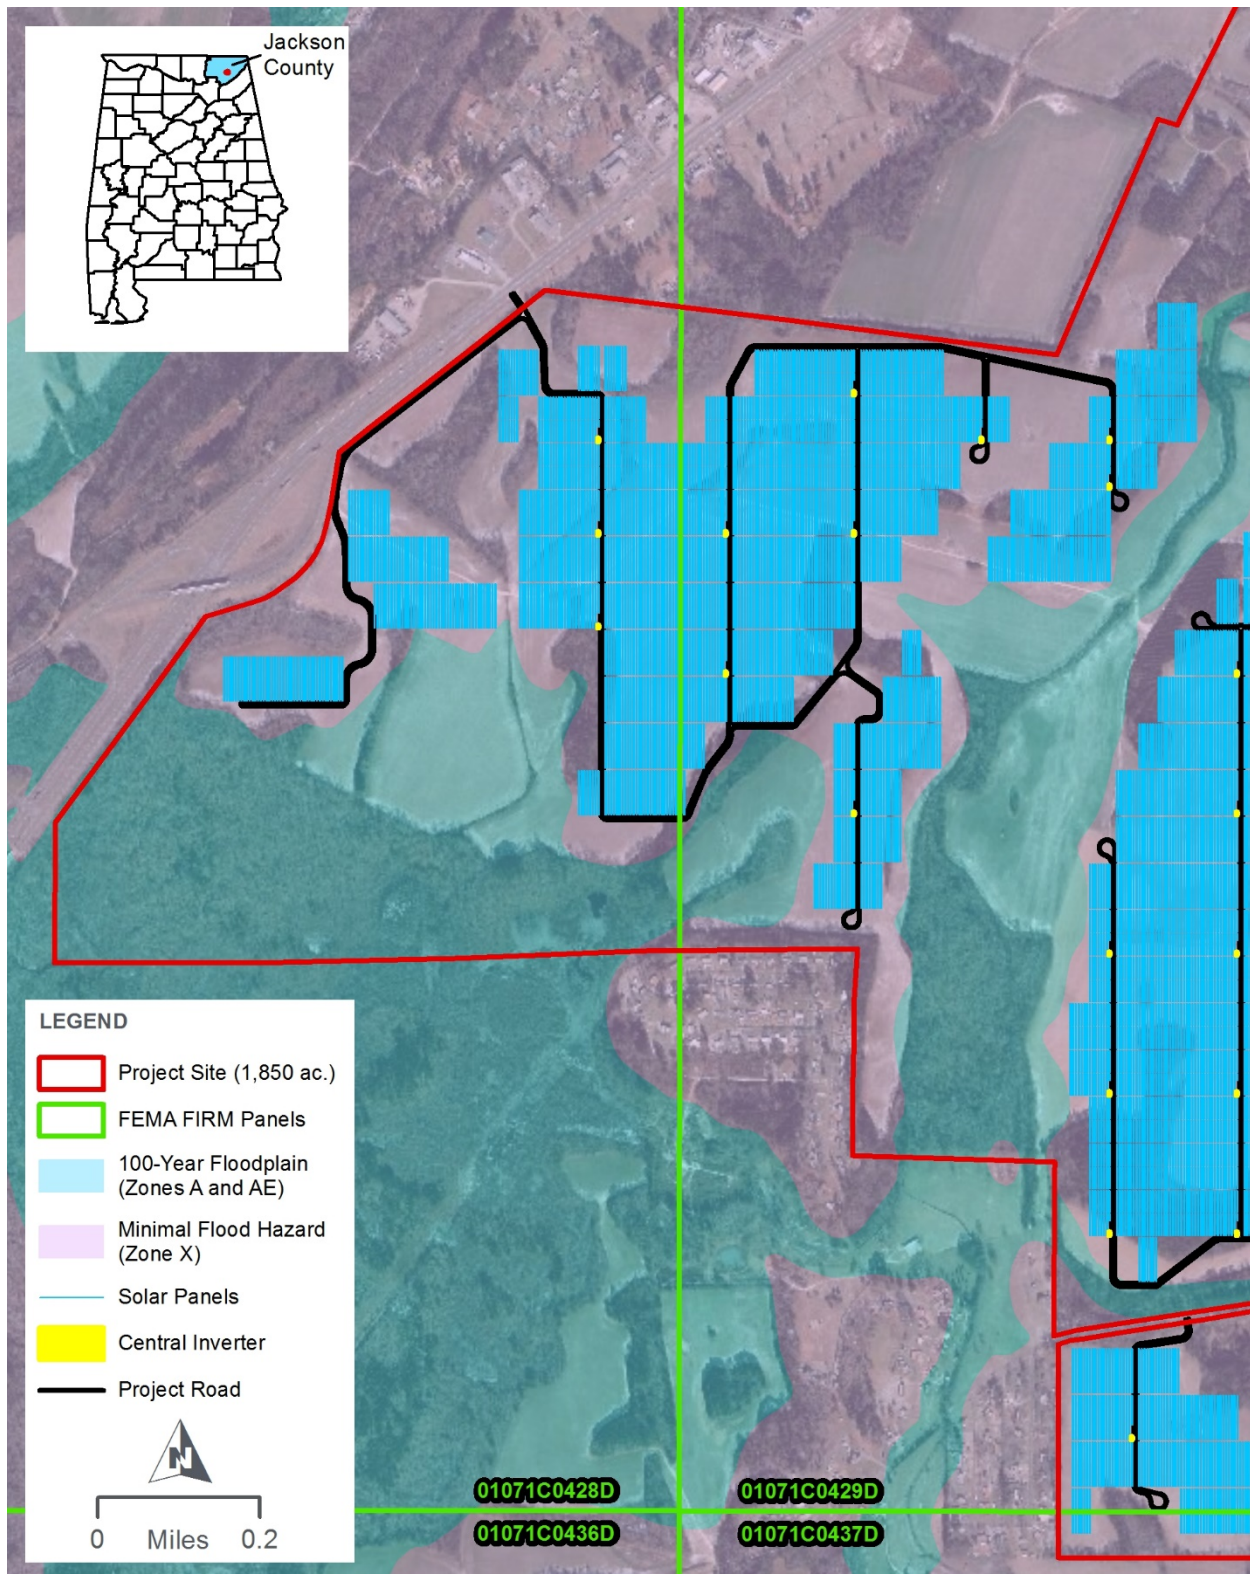 Jackson
County
LEGEND
Project Site (1,850 ac.)
FEMA FIRM Panels
100-Year Floodplain
(Zones A and AE)
Minimal Flood Hazard
(Zone X)
Solar Panels
Central Inverter
Project Road
N
0 Miles 0.2
01071C0428D 01071C0429D
01071C0436D 01071C0437D